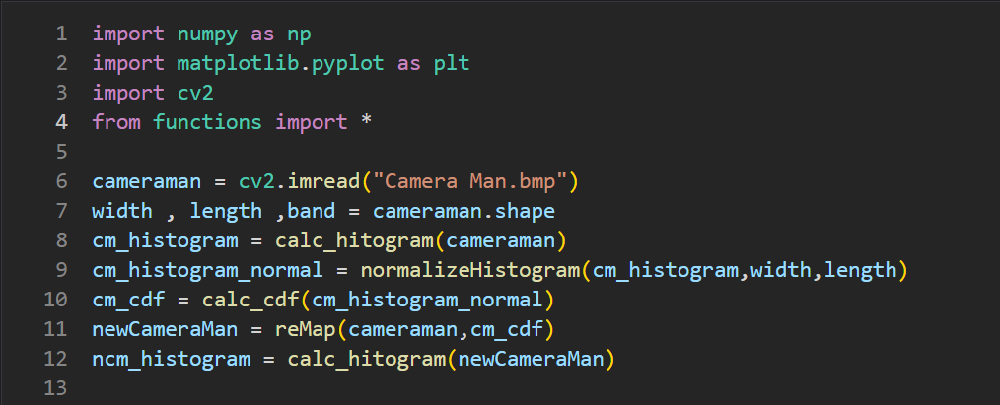 1 import numpy as np
2 import matplotlib.pyplot as plt
3 import cv2
4 from functions import *
5
6 cameraman = cv2.imread("Camera Man.bmp")
7 width , length ,band = cameraman.shape
8 cm_histogram = calc_hitogram(cameraman)
9 cm_histogram_normal = normalizeHistogram(cm_histogram,width,length)
10 cm_cdf = calc_cdf(cm_histogram_normal)
11 newCameraMan = reMap(cameraman,cm_cdf)
12 ncm_histogram = calc_hitogram(newCameraMan)
13